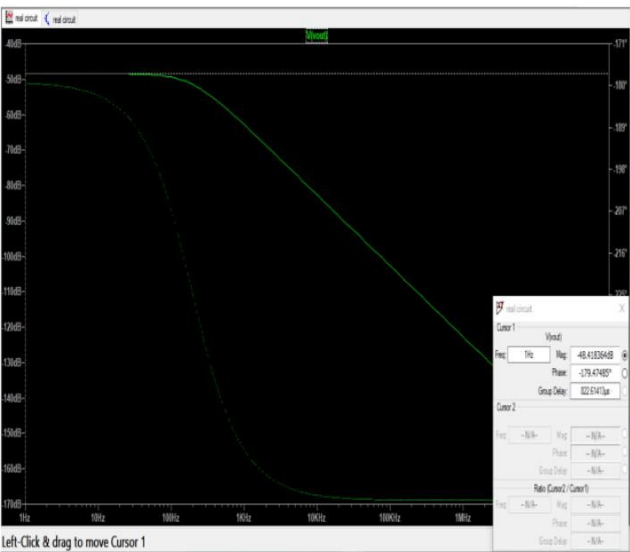 real circuit real circuit
V(vout)
-40dB
-50dB
-70dB
-80dB
-90dB
-100dB
-110dB
-120dB
-130dB
-140dB
-150dB
-160dB
-170dB
-171°
-180°
-189°
-198°
-207°
-216°
1Hz 10Hz 100Hz 1KHz 10KHz 100KHz 1MHz
real circuit X
Cursor 1
V(vout)
Freq: 1Hz Mag: -48.418364dB
Phase: -179.47485°
Group Delay:
Cursor 2
Freq: --N/A-- Mag: --N/A--
Phase: --N/A--
Group Delay: --N/A--
Ratio (Cursor2 / Cursor1)
Freq: --N/A-- Mag: --N/A--
Phase: --N/A--
Group Delay: --N/A--
Left-Click & drag to move Cursor 1